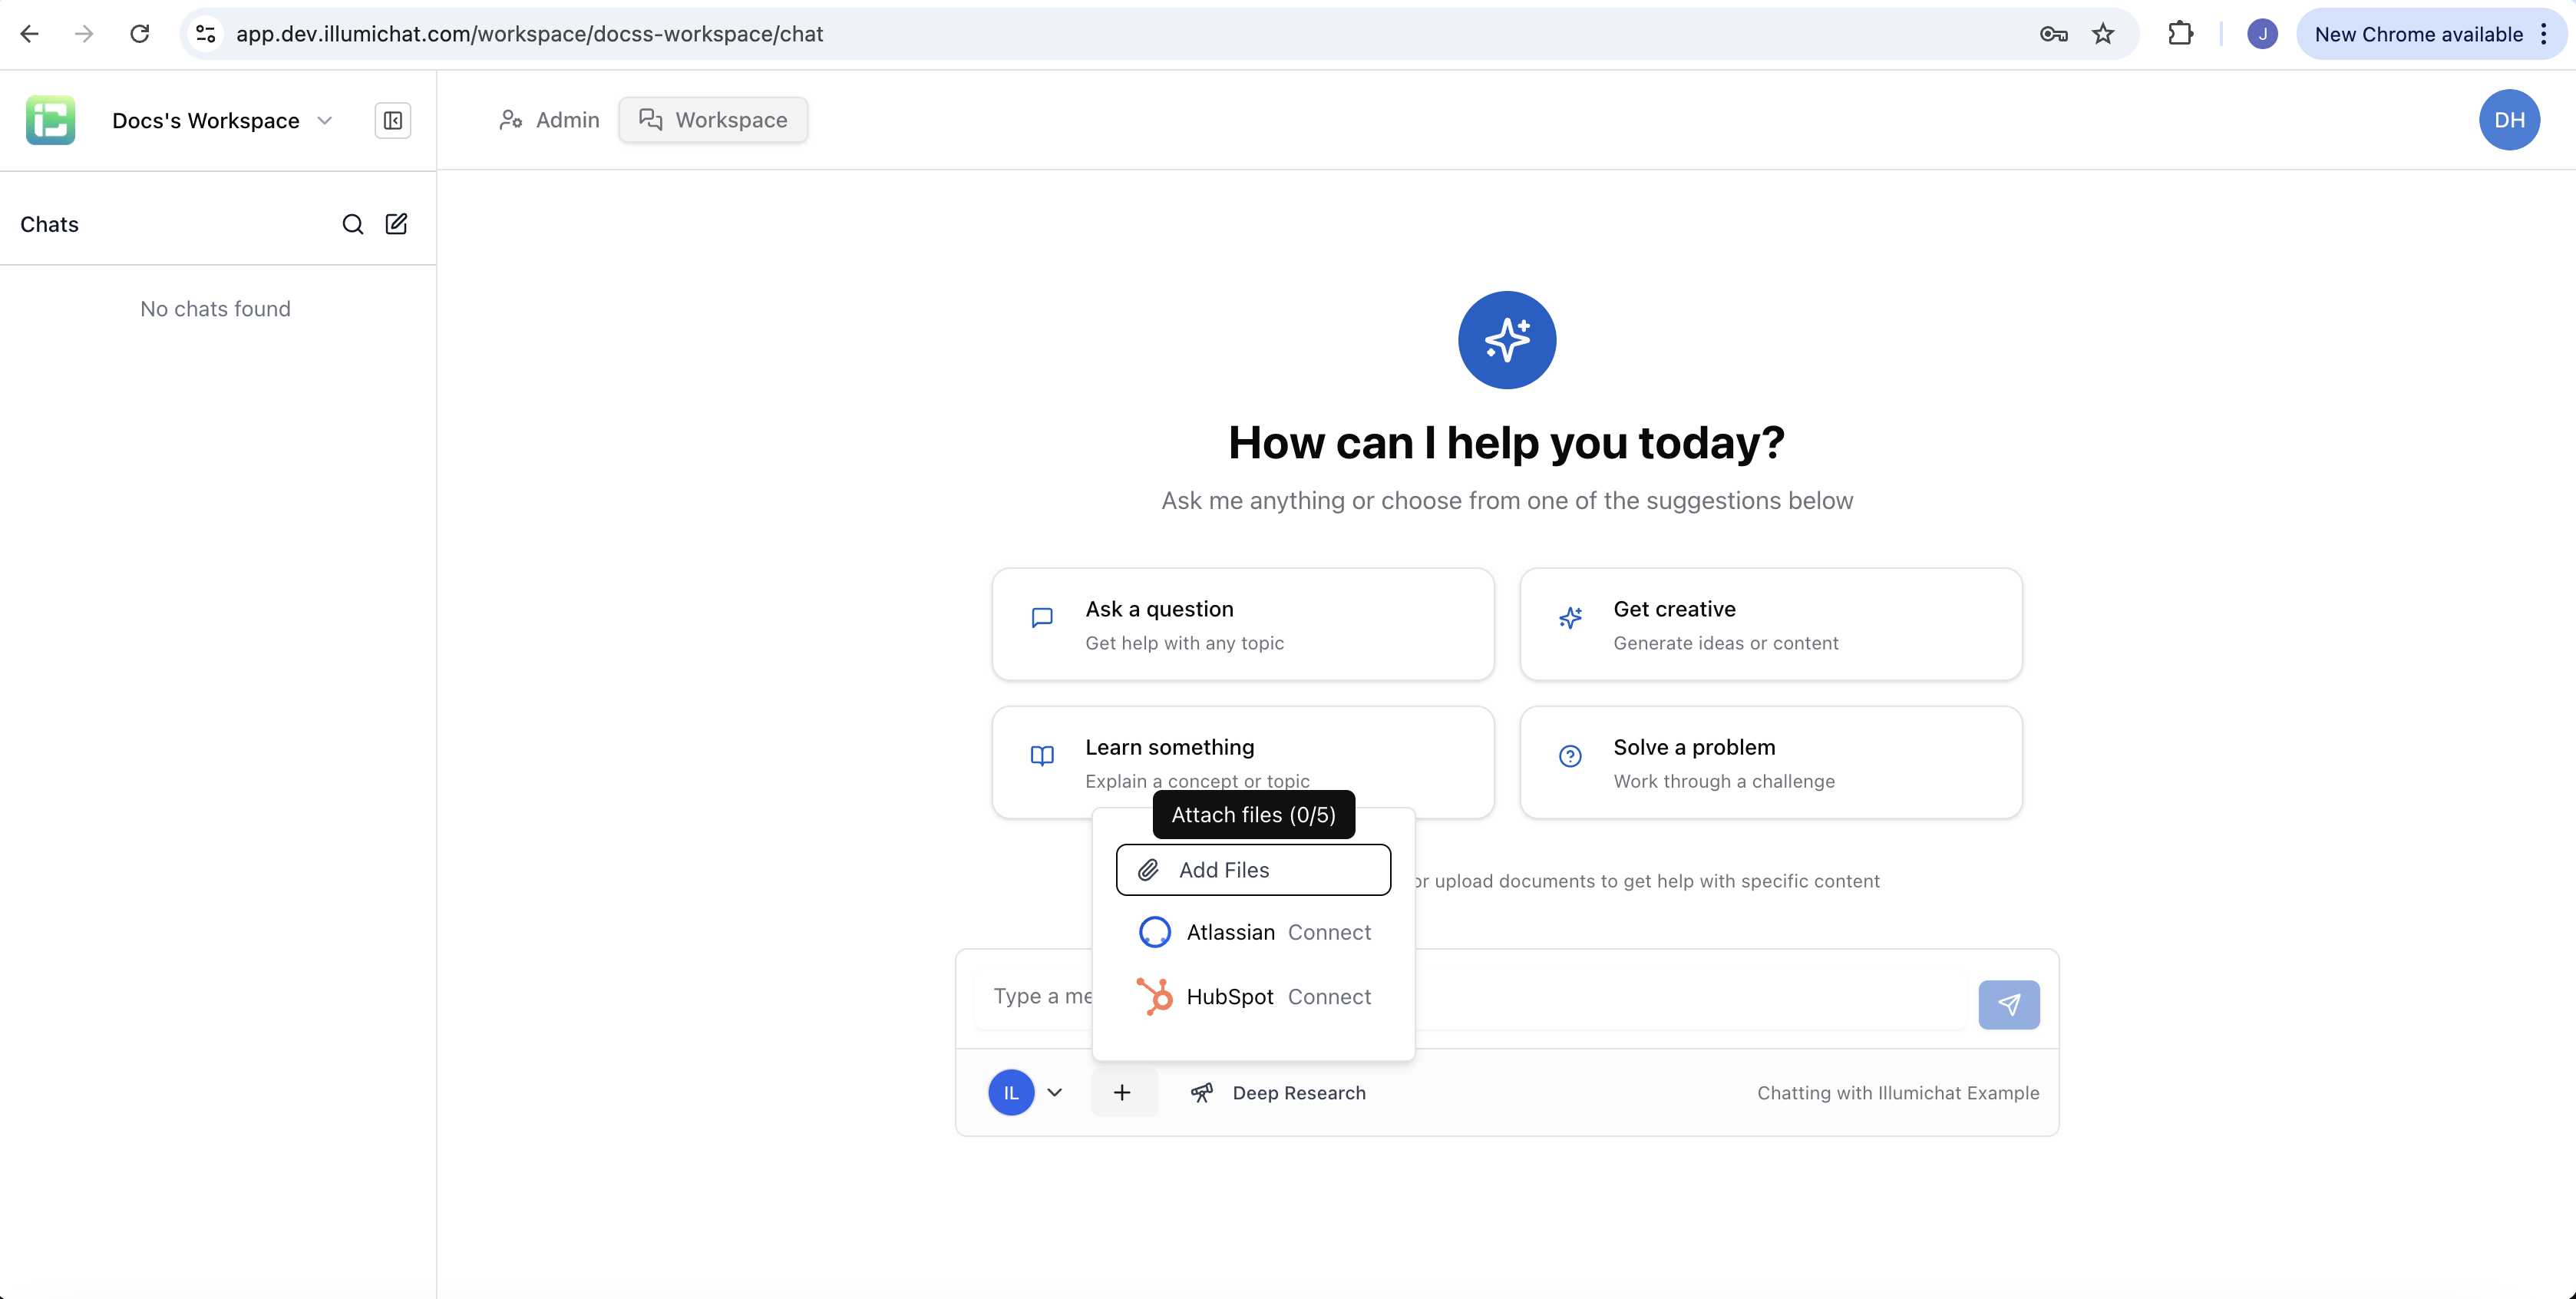 app.dev.illumichat.com/workspace/docss-workspace/chat
J
New Chrome available
Docs's Workspace
Admin
Workspace
DH
Chats
No chats found
How can I help you today?
Ask me anything or choose from one of the suggestions below
Ask a question
Get help with any topic
Get creative
Generate ideas or content
Learn something
Explain a concept or topic
Solve a problem
Work through a challenge
Attach files (0/5)
Add Files
or upload documents to get help with specific content
Atlassian Connect
HubSpot Connect
Type a me
IL
Deep Research
Chatting with Illumichat Example